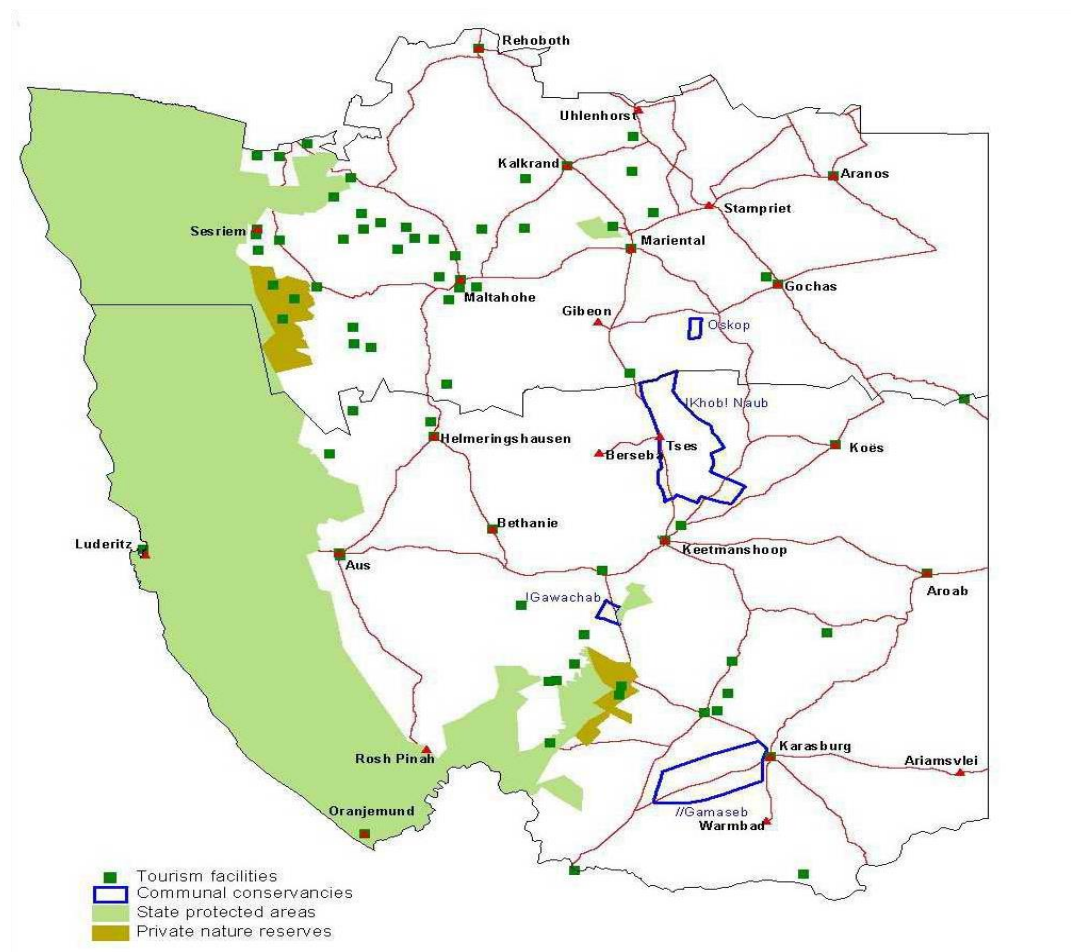 Rehoboth
Uhlenhorst
Kalkrand
Aranos
Stampriet
Sesriem
Mariental
Gochas
Maltahohe
Gibeon
Oskop
!Khob! Naub
Helmeringshausen
Tses
Berseba
Koës
Bethanie
Luderitz
Keetmanshoop
Aus
Aroab
!Gawachab
Karasburg
Rosh Pinah
Ariamsvlei
Oranjemund
//Gamaseb
Warmbad
Tourism facilities
Communal conservancies
State protected areas
Private nature reserves